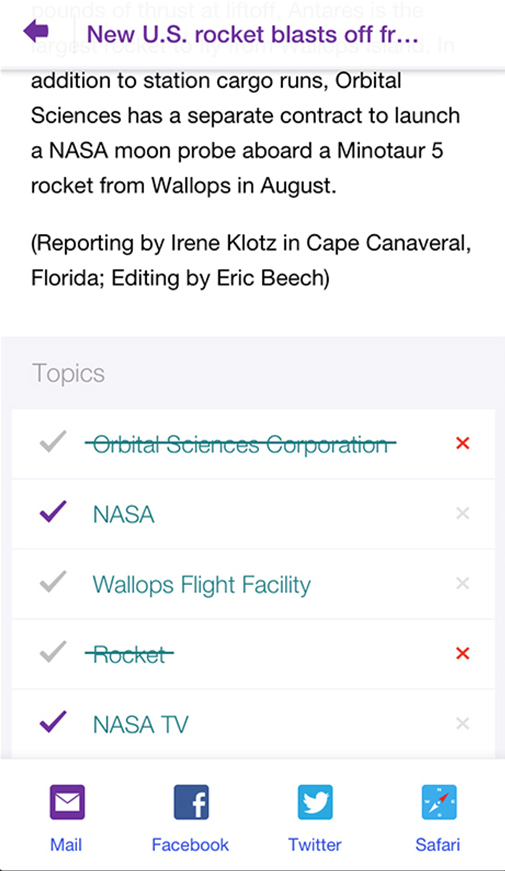 pounds of thrust at liftoff, Antares is the
New U.S. rocket blasts off fr...
largest rocket to fly from Wallops Island. In
addition to station cargo runs, Orbital
Sciences has a separate contract to launch
a NASA moon probe aboard a Minotaur 5
rocket from Wallops in August.
(Reporting by Irene Klotz in Cape Canaveral,
Florida; Editing by Eric Beech)
Topics
Orbital Sciences Corporation
NASA
Wallops Flight Facility
Rocket
NASA TV
Mail
Facebook
Twitter
Safari